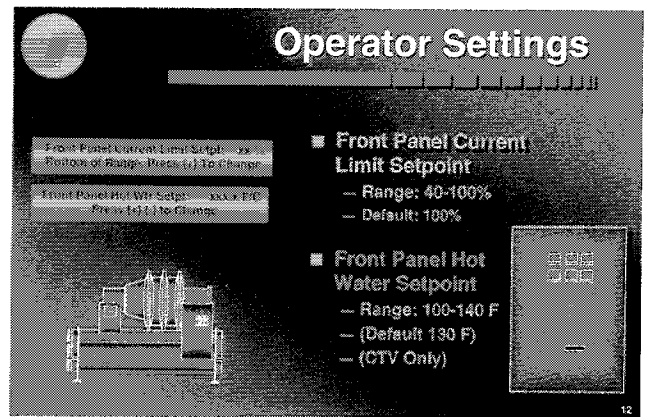 Operator Settings
Front Panel Current Limit Setpt: xx
Bottom of Range, Press (+) To Change
Front Panel Hot Wtr Setpt: xxx.x F/C
Press (+) (-) to Change
■ Front Panel Current
Limit Setpoint
— Range: 40-100%
— Default: 100%
■ Front Panel Hot
Water Setpoint
— Range: 100-140 F
— (Default 130 F)
— (CTV Only)
12